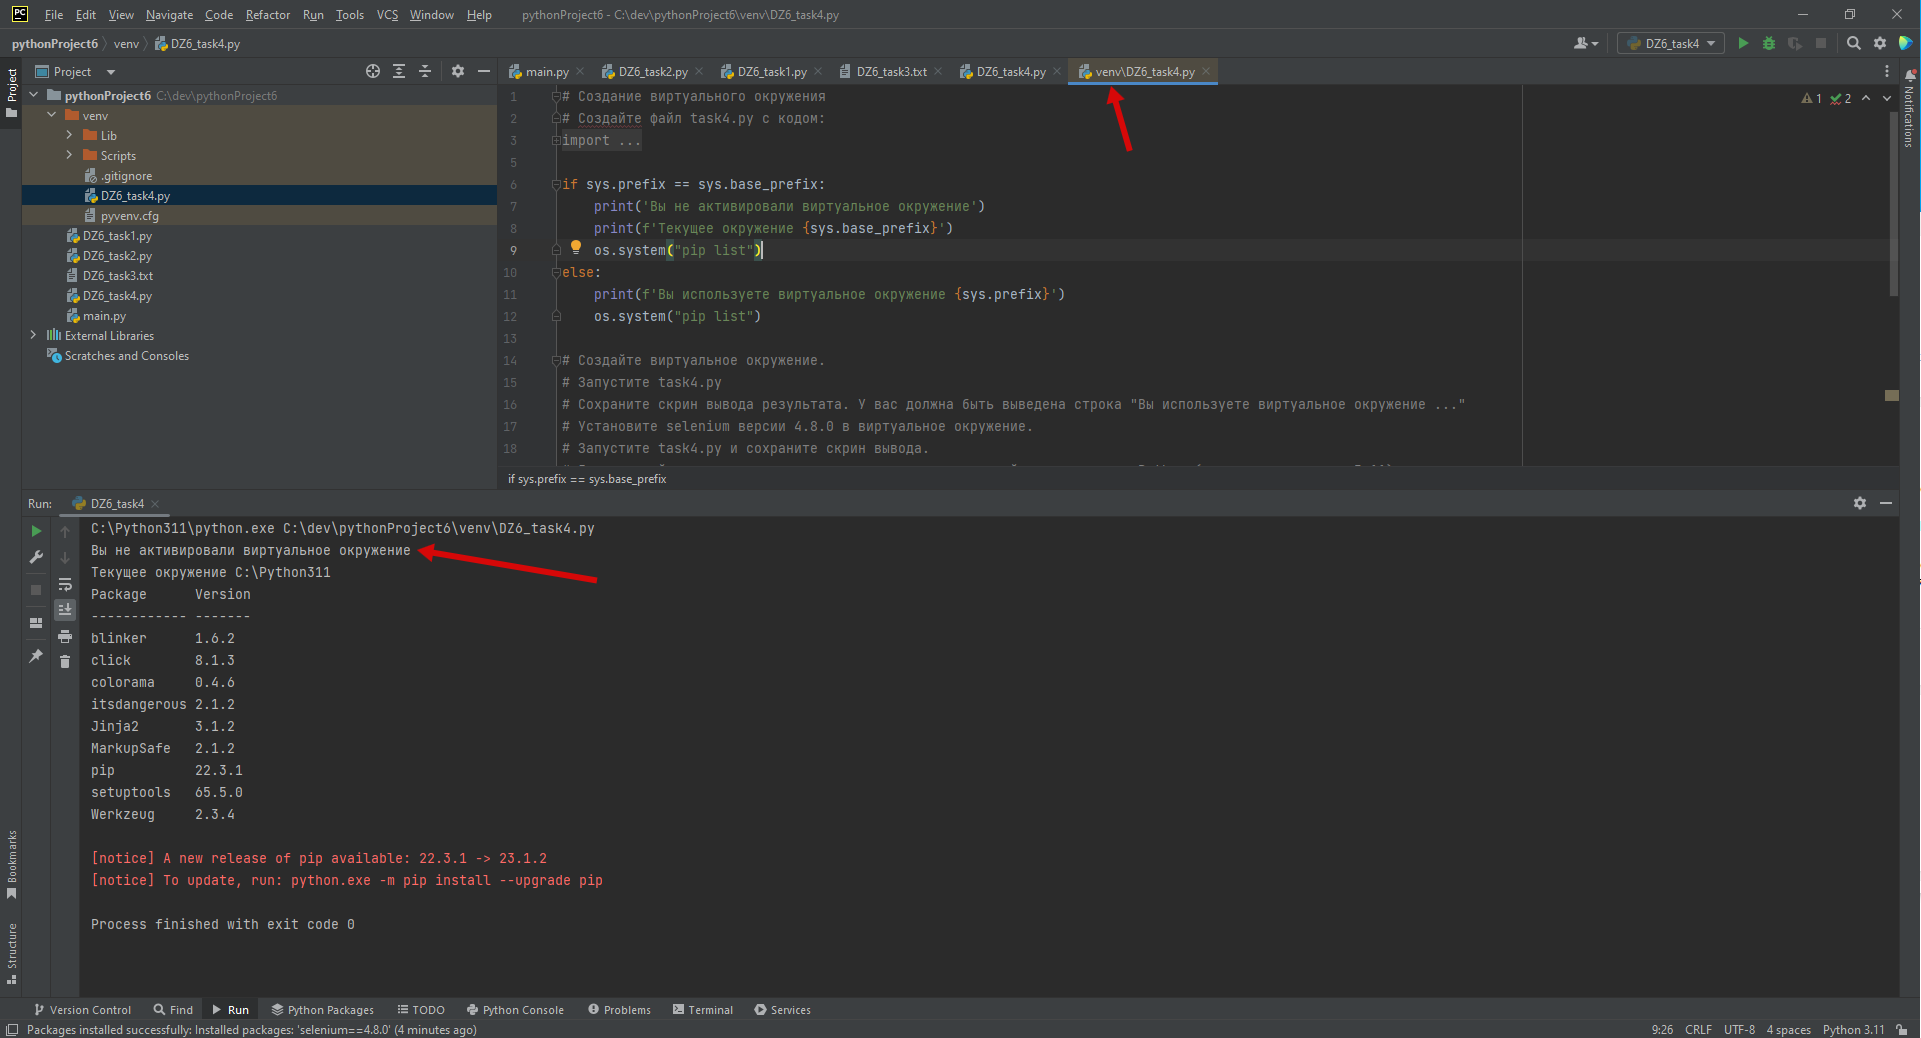 PC File Edit View Navigate Code Refactor Run Tools VCS Window Help pythonProject6 - C:\dev\pythonProject6\venv\DZ6_task4.py
pythonProject6 venv DZ6_task4.py DZ6_task4
Project
Project
main.py DZ6_task2.py DZ6_task1.py DZ6_task3.txt DZ6_task4.py venv\DZ6_task4.py
Notifications
pythonProject6 C:\dev\pythonProject6
venv
Lib
Scripts
.gitignore
DZ6_task4.py
pyvenv.cfg
DZ6_task1.py
DZ6_task2.py
DZ6_task3.txt
DZ6_task4.py
main.py
External Libraries
Scratches and Consoles
1 2
1 # Создание виртуального окружения
2 # Создайте файл task4.py с кодом:
3 import ...
5
6 if sys.prefix == sys.base_prefix:
7 print('Вы не активировали виртуальное окружение')
8 print(f'Текущее окружение {sys.base_prefix}')
9 os.system("pip list")
10 else:
11 print(f'Вы используете виртуальное окружение {sys.prefix}')
12 os.system("pip list")
13
14 # Создайте виртуальное окружение.
15 # Запустите task4.py
16 # Сохраните скрин вывода результата. У вас должна быть выведена строка "Вы используете виртуальное окружение ..."
17 # Установите selenium версии 4.8.0 в виртуальное окружение.
18 # Запустите task4.py и сохраните скрин вывода.
if sys.prefix == sys.base_prefix
Run: DZ6_task4
C:\Python311\python.exe C:\dev\pythonProject6\venv\DZ6_task4.py
Вы не активировали виртуальное окружение
Текущее окружение C:\Python311
Package Version
------------ -------
blinker 1.6.2
click 8.1.3
colorama 0.4.6
itsdangerous 2.1.2
Jinja2 3.1.2
MarkupSafe 2.1.2
pip 22.3.1
setuptools 65.5.0
Werkzeug 2.3.4
[notice] A new release of pip available: 22.3.1 -> 23.1.2
[notice] To update, run: python.exe -m pip install --upgrade pip
Process finished with exit code 0
Bookmarks
Structure
Version Control Find Run Python Packages TODO Python Console Problems Terminal Services
Packages installed successfully: Installed packages: 'selenium==4.8.0' (4 minutes ago) 9:26 CRLF UTF-8 4 spaces Python 3.11